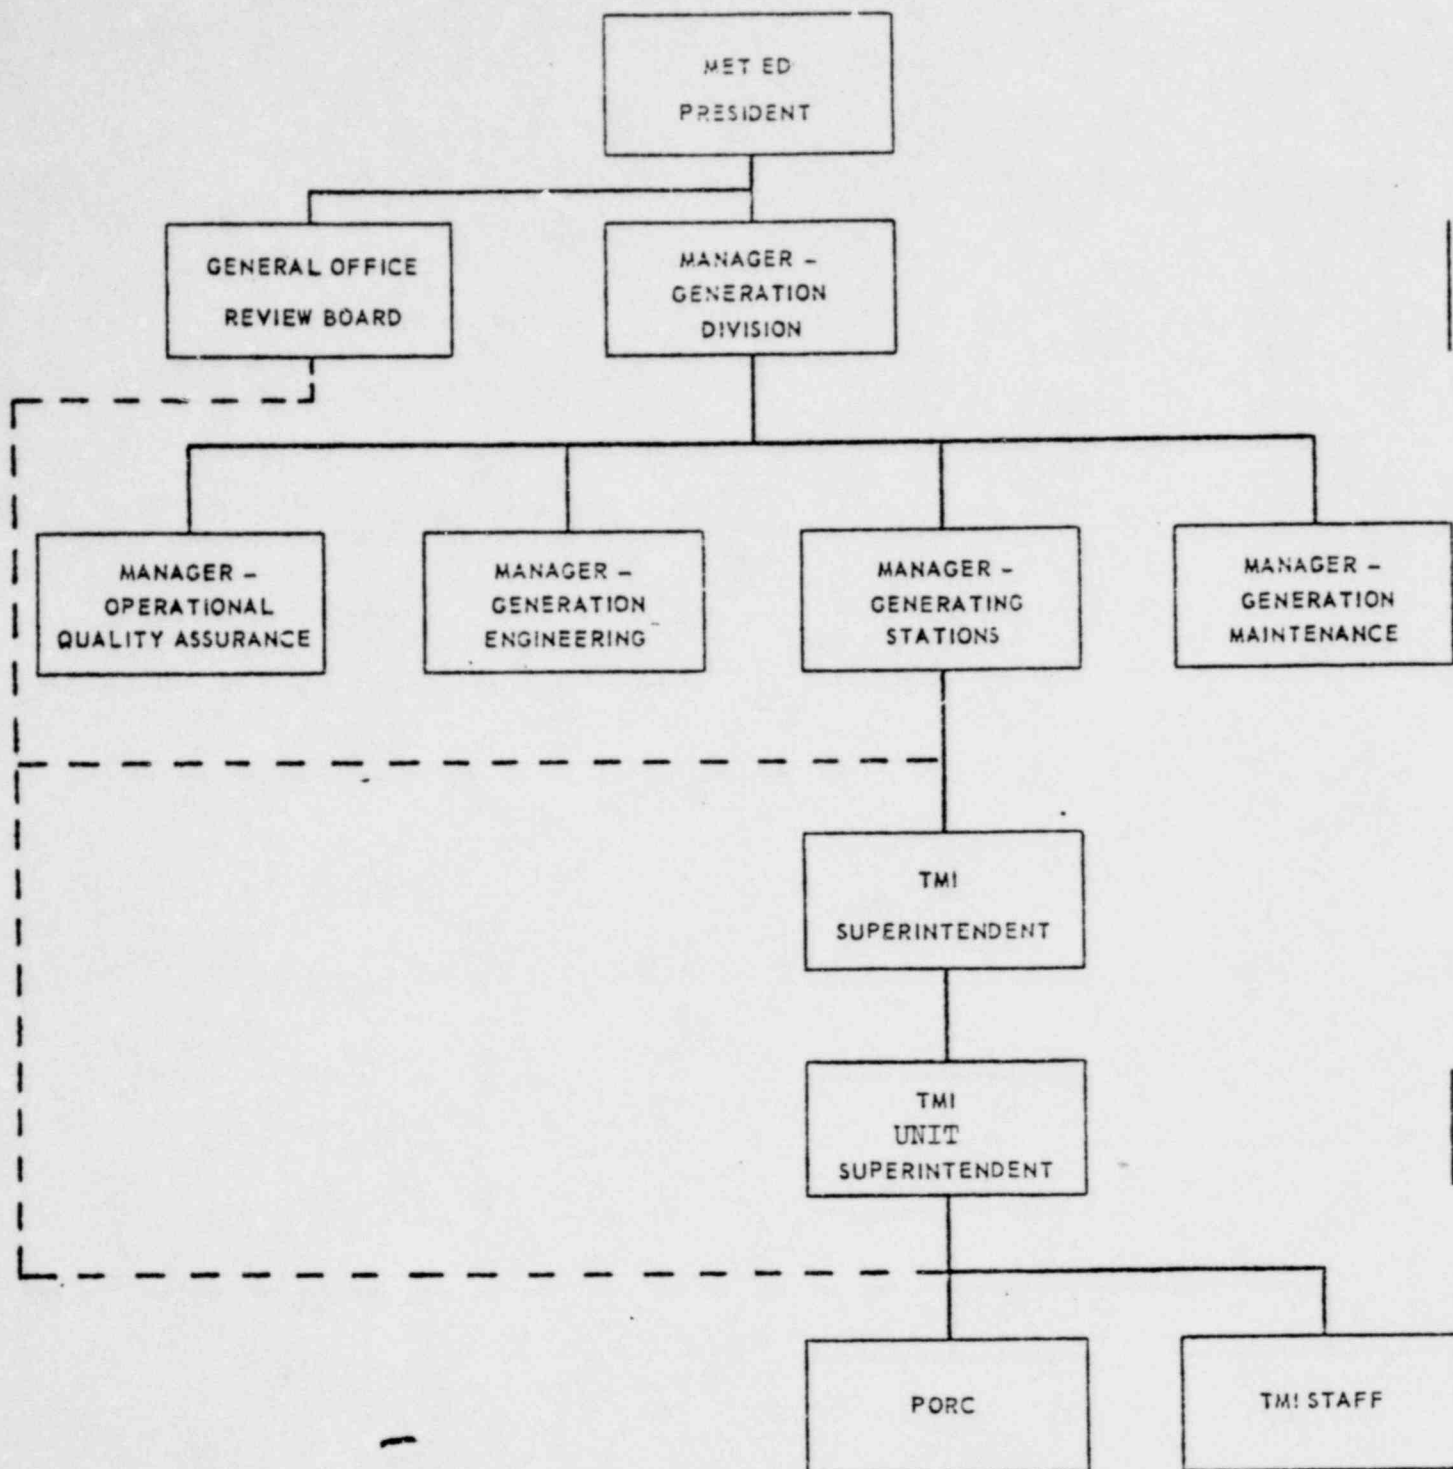 MET ED
PRESIDENT
GENERAL OFFICE
REVIEW BOARD
MANAGER –
GENERATION
DIVISION
MANAGER –
OPERATIONAL
QUALITY ASSURANCE
MANAGER –
GENERATION
ENGINEERING
MANAGER –
GENERATING
STATIONS
MANAGER –
GENERATION
MAINTENANCE
TMI
SUPERINTENDENT
TMI
UNIT
SUPERINTENDENT
PORC
TMI STAFF